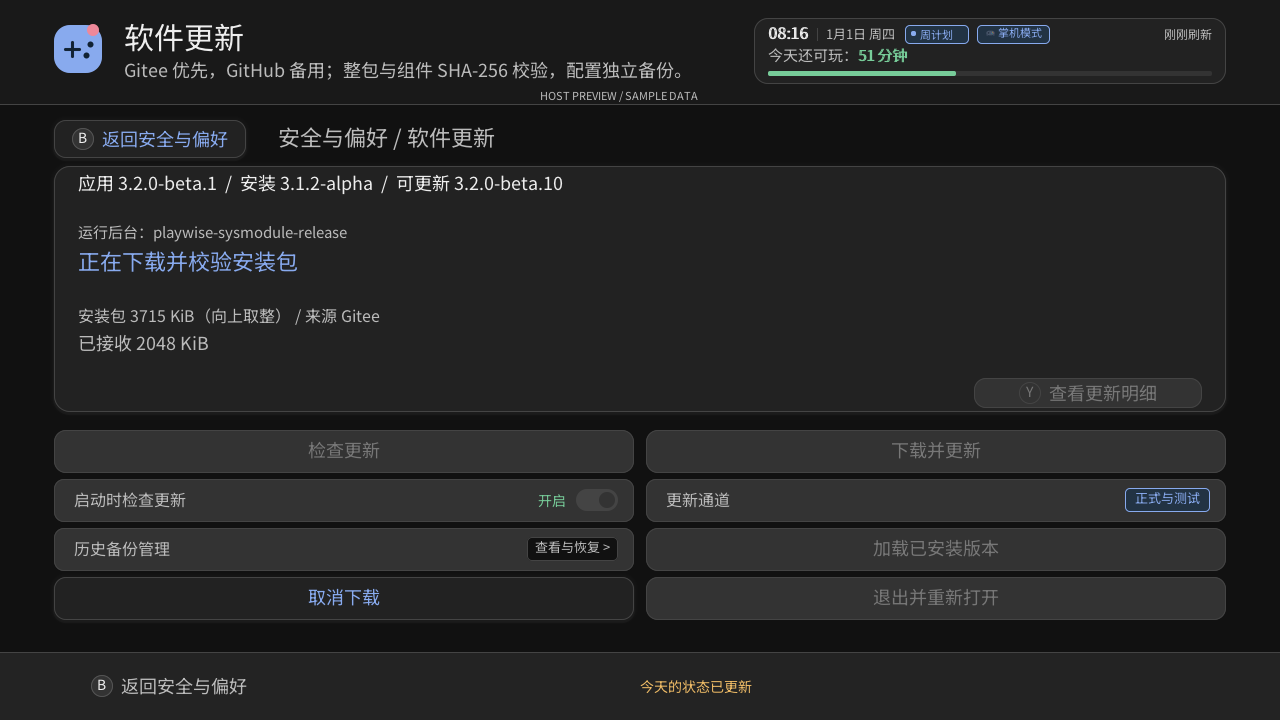 软件更新
Gitee 优先，GitHub 备用；整包与组件 SHA-256 校验，配置独立备份。
08:16 1月1日 周四 周计划 掌机模式 刚刚刷新
今天还可玩：51 分钟
HOST PREVIEW / SAMPLE DATA
B 返回安全与偏好 安全与偏好 / 软件更新
应用 3.2.0-beta.1 / 安装 3.1.2-alpha / 可更新 3.2.0-beta.10
运行后台：playwise-sysmodule-release
正在下载并校验安装包
安装包 3715 KiB（向上取整） / 来源 Gitee
已接收 2048 KiB
Y 查看更新明细
检查更新 下载并更新
启动时检查更新 开启 更新通道 正式与测试
历史备份管理 查看与恢复 > 加载已安装版本
取消下载 退出并重新打开
B 返回安全与偏好 今天的状态已更新